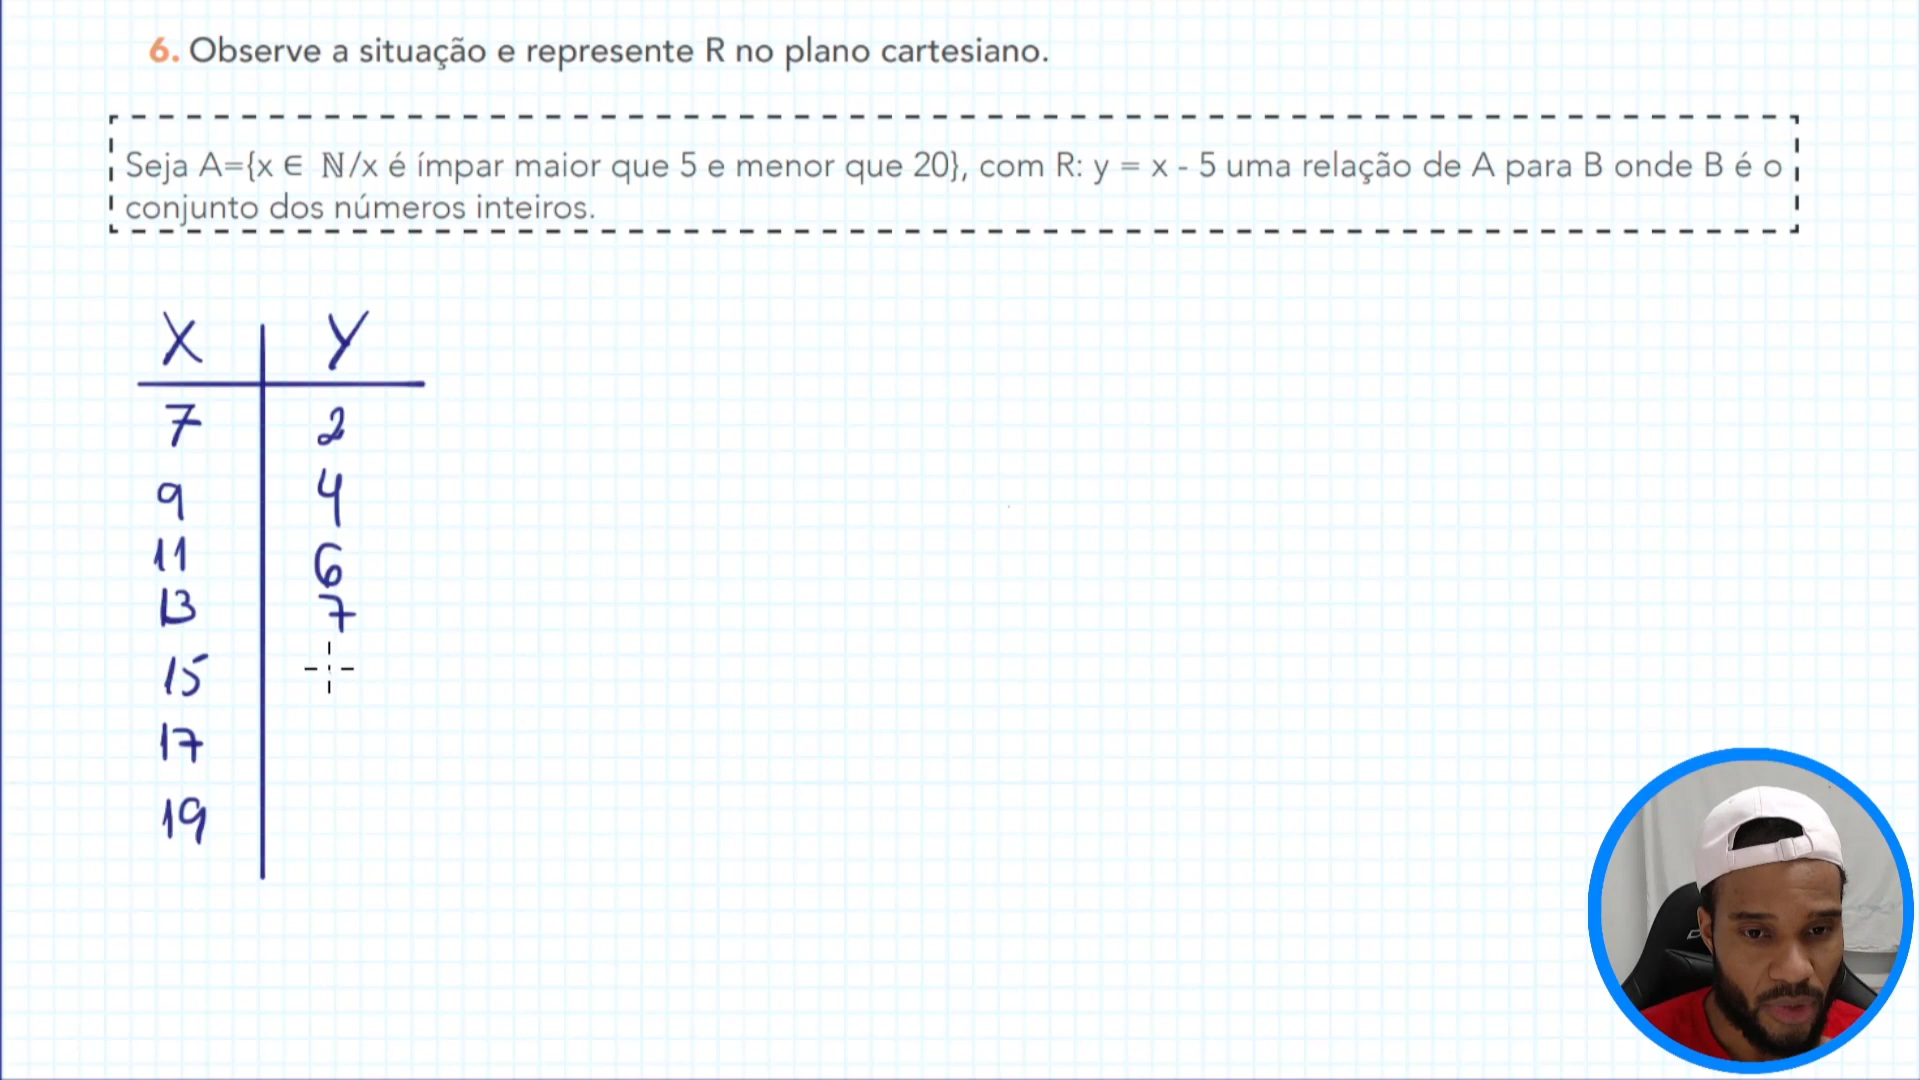 6. Observe a situação e represente R no plano cartesiano.
Seja A={x ∈ ℕ/x é ímpar maior que 5 e menor que 20}, com R: y = x - 5 uma relação de A para B onde B é o
conjunto dos números inteiros.
X Y
7 2
9 4
11 6
13 7
15
17
19